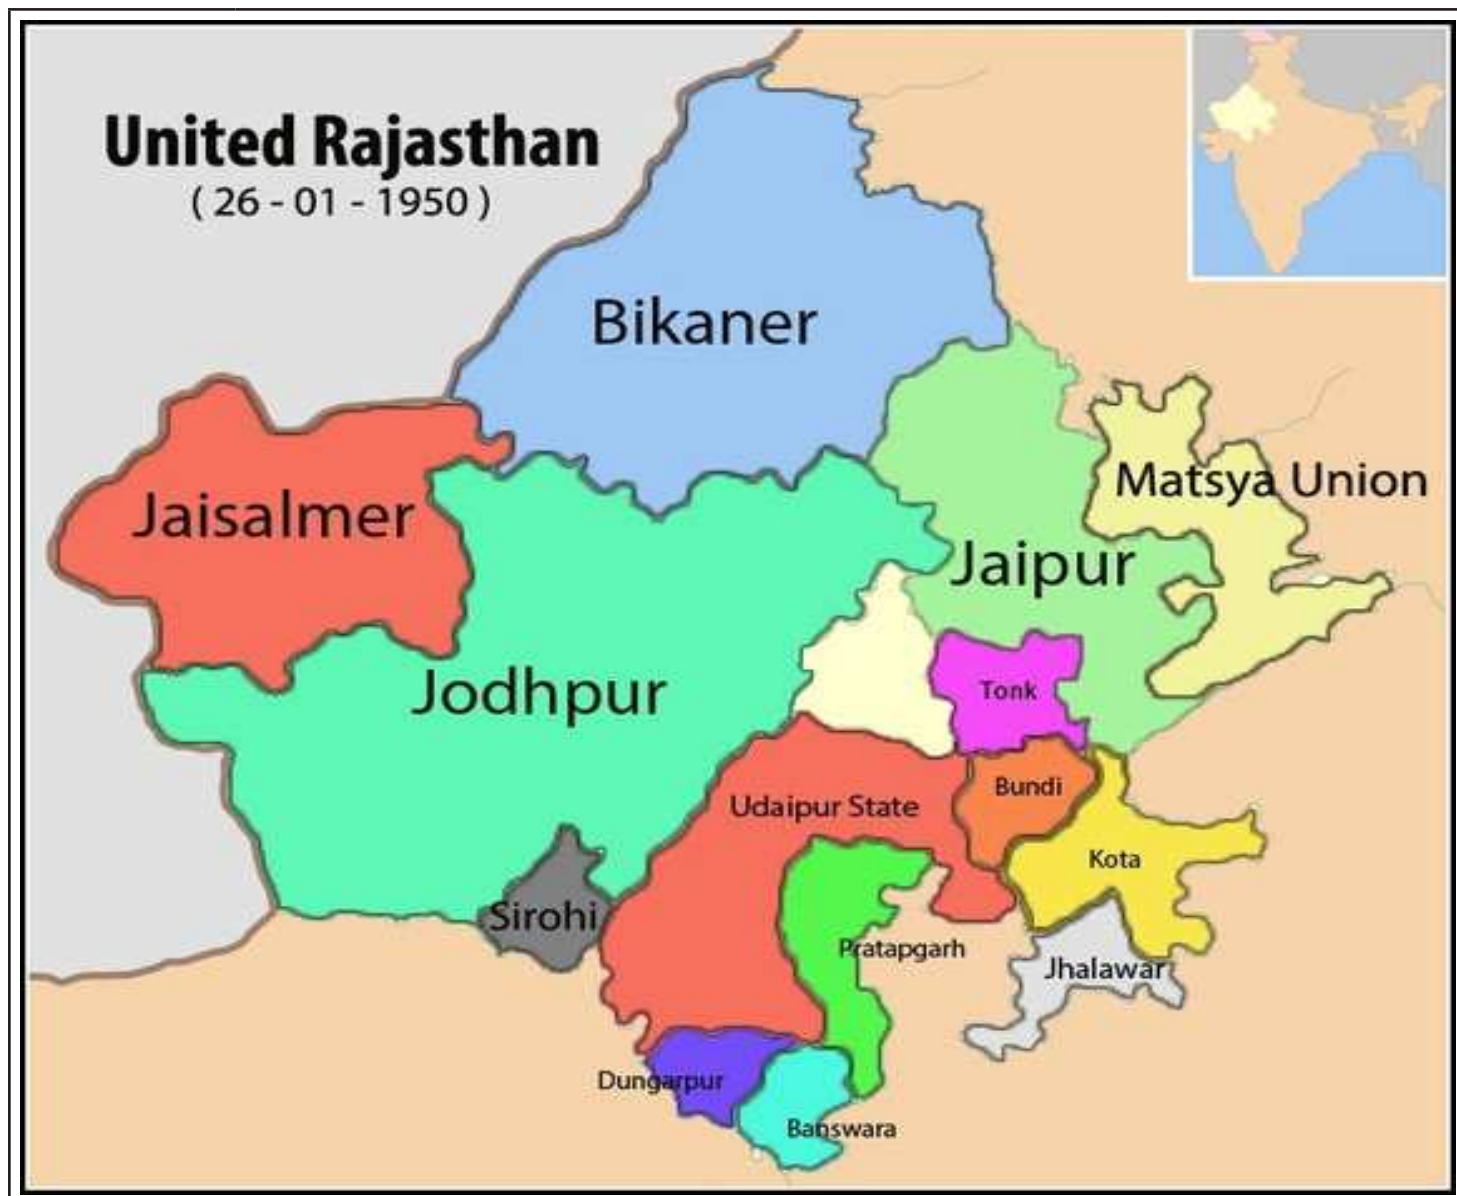 United Rajasthan
( 26 - 01 - 1950 )
Bikaner
Matsya Union
Jaisalmer
Jaipur
Jodhpur
Tonk
Bundi
Udaipur State
Kota
Sirohi
Pratapgarh
Jhalawar
Dungarpur
Banswara